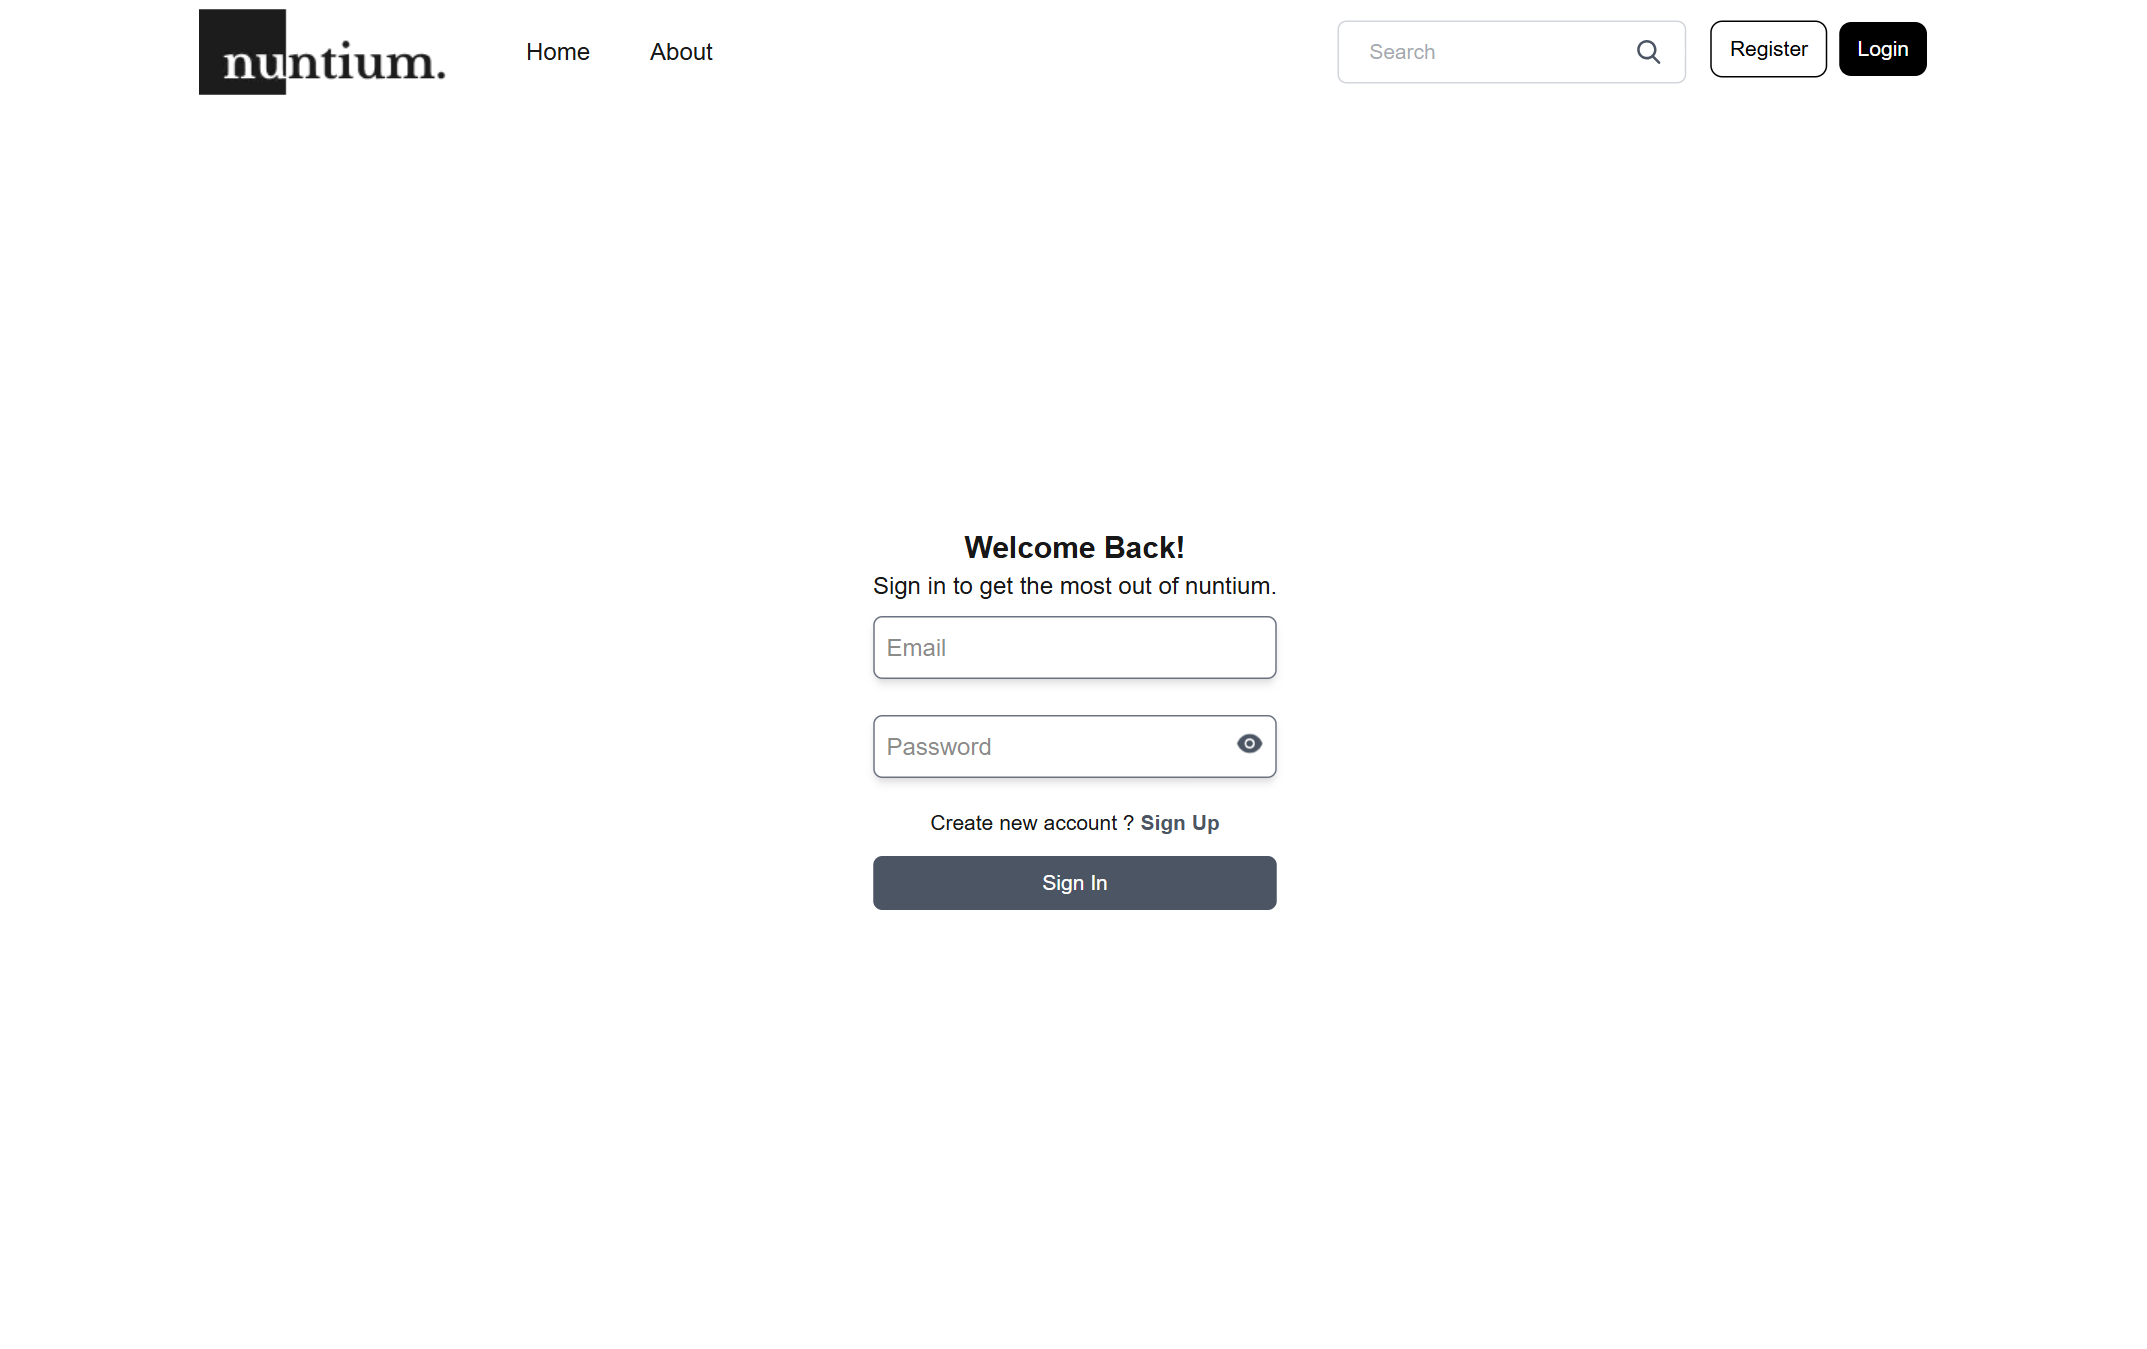 nuntium.
Home
About
Search
Register
Login
Welcome Back!
Sign in to get the most out of nuntium.
Email
Password
Create new account ? Sign Up
Sign In